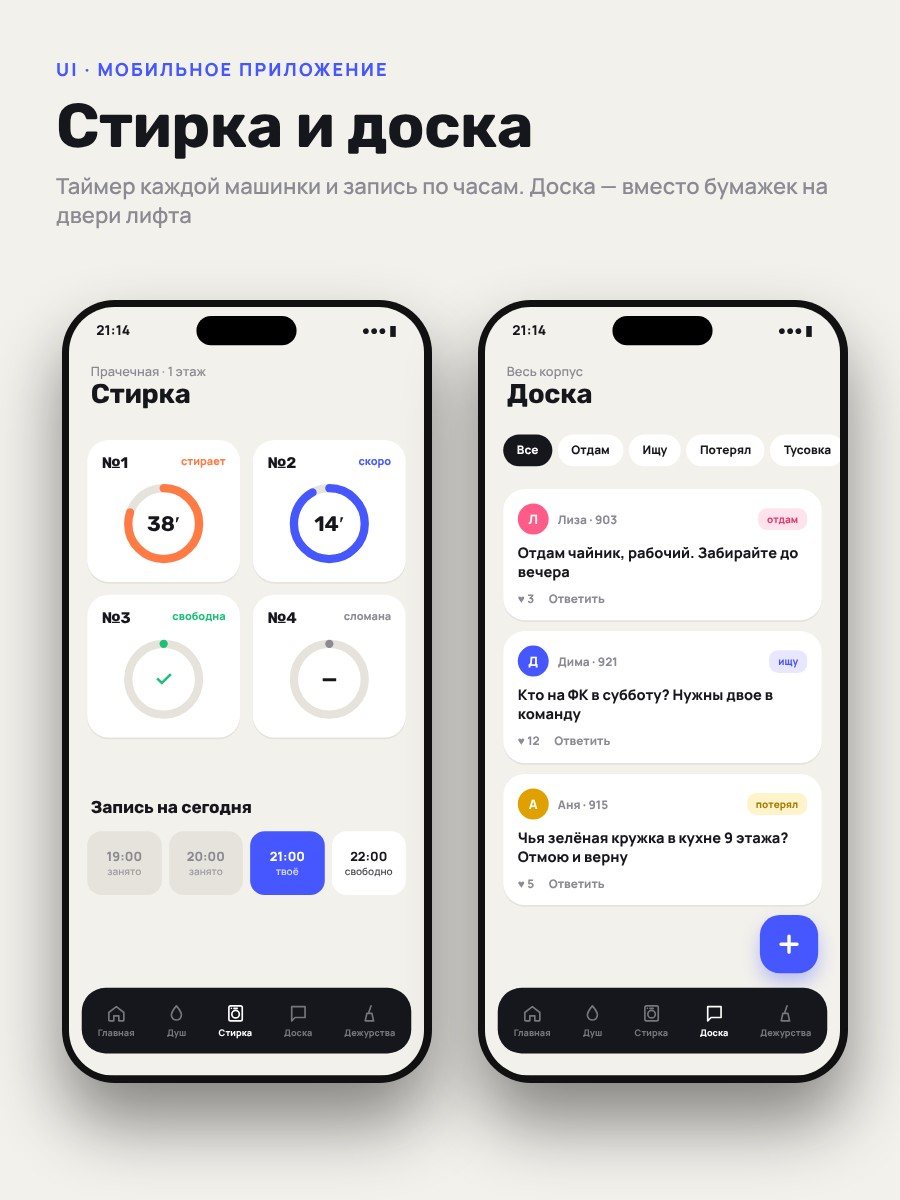 UI · МОБИЛЬНОЕ ПРИЛОЖЕНИЕ
Стирка и доска
Таймер каждой машинки и запись по часам. Доска — вместо бумажек на
двери лифта
21:14
Прачечная · 1 этаж
Стирка
№1 стирает
38′
№2 скоро
14′
№3 свободна
✓
№4 сломана
–
Запись на сегодня
19:00
занято
20:00
занято
21:00
твоё
22:00
свободно
Главная Душ Стирка Доска Дежурства
21:14
Весь корпус
Доска
Все Отдам Ищу Потерял Тусовка
Л Лиза · 903 отдам
Отдам чайник, рабочий. Забирайте до
вечера
♥ 3 Ответить
Д Дима · 921 ищу
Кто на ФК в субботу? Нужны двое в
команду
♥ 12 Ответить
А Аня · 915 потерял
Чья зелёная кружка в кухне 9 этажа?
Отмою и верну
♥ 5 Ответить
+
Главная Душ Стирка Доска Дежурства